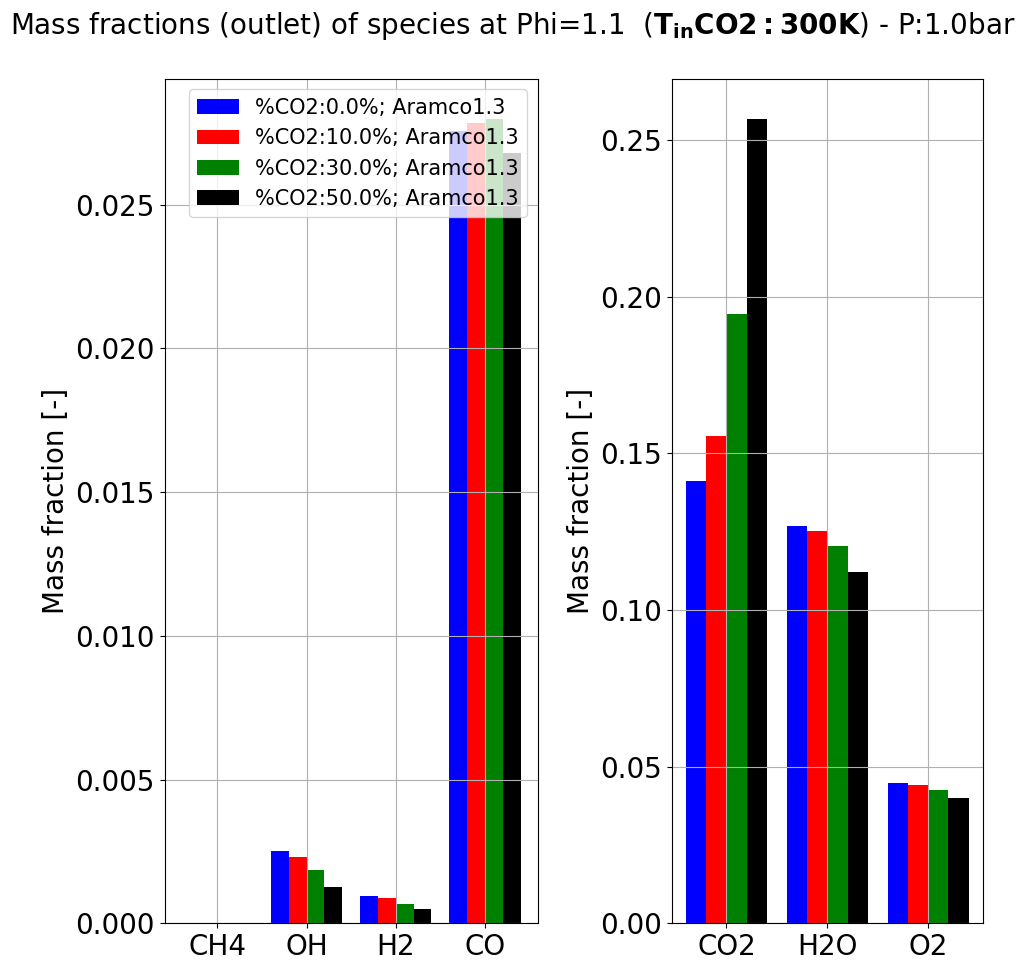 Mass fractions (outlet) of species at Phi=1.1 (TinCO2 : 300K) - P:1.0bar
%CO2:0.0%; Aramco1.3
%CO2:10.0%; Aramco1.3
%CO2:30.0%; Aramco1.3
%CO2:50.0%; Aramco1.3
Mass fraction [-]
0.025
0.020
0.015
0.010
0.005
0.000
CH4 OH H2 CO
Mass fraction [-]
0.25
0.20
0.15
0.10
0.05
0.00
CO2 H2O O2